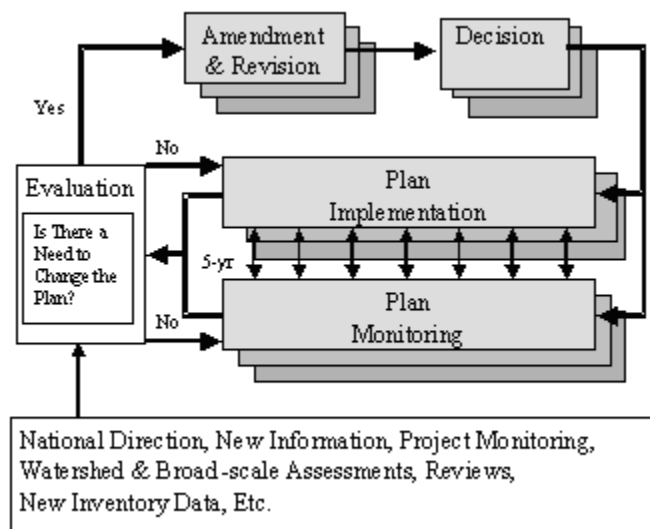 Amendment
& Revision
Decision
Yes
No
Evaluation
Is There a
Need to
Change the
Plan?
Plan
Implementation
5-yr
No
Plan
Monitoring
National Direction, New Information, Project Monitoring,
Watershed & Broad-scale Assessments, Reviews,
New Inventory Data, Etc.